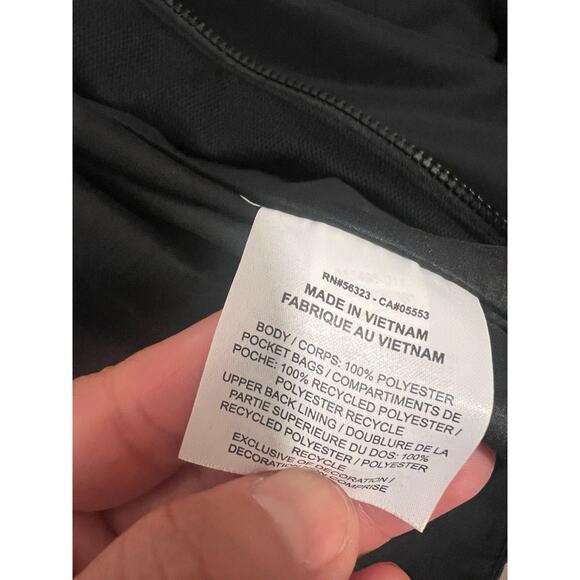 RN#56323 - CA#05553
MADE IN VIETNAM
FABRIQUE AU VIETNAM
BODY / CORPS: 100% POLYESTER
POCKET BAGS / COMPARTIMENTS DE
POCHE: 100% RECYCLED POLYESTER /
POLYESTER RECYCLE
UPPER BACK LINING / DOUBLURE DE LA
PARTIE SUPERIEURE DU DOS: 100%
RECYCLED POLYESTER / POLYESTER
RECYCLE
EXCLUSIVE OF DECORATION /
DECORATION COMPRISE